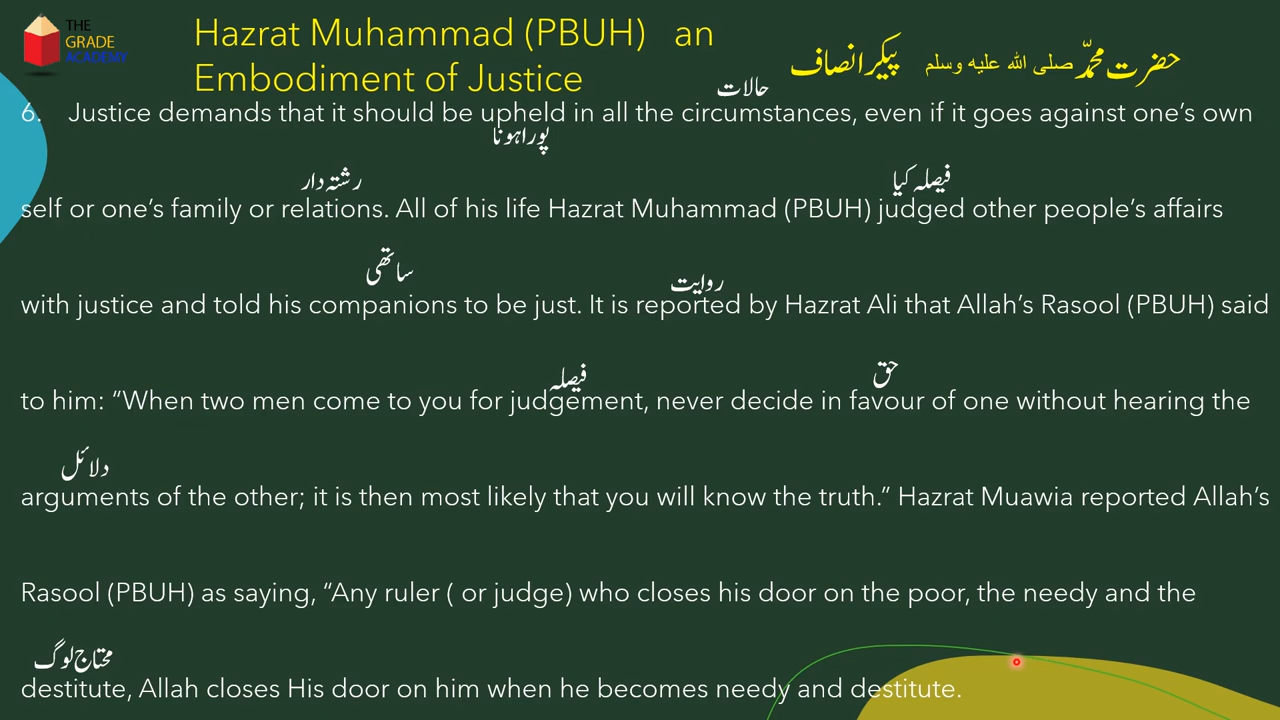 THE
GRADE
ACADEMY
Hazrat Muhammad (PBUH) an
Embodiment of Justice
حضرت محمدؐ صلى الله عليه وسلم پیکرِ انصاف
حالات
6. Justice demands that it should be upheld in all the circumstances, even if it goes against one’s own
پورا ہونا
رشتہ دار فیصلہ کیا
self or one’s family or relations. All of his life Hazrat Muhammad (PBUH) judged other people’s affairs
ساتھی روایت
with justice and told his companions to be just. It is reported by Hazrat Ali that Allah’s Rasool (PBUH) said
فیصلہ حق
to him: “When two men come to you for judgement, never decide in favour of one without hearing the
دلائل
arguments of the other; it is then most likely that you will know the truth.” Hazrat Muawia reported Allah’s
Rasool (PBUH) as saying, “Any ruler ( or judge) who closes his door on the poor, the needy and the
محتاج لوگ
destitute, Allah closes His door on him when he becomes needy and destitute.